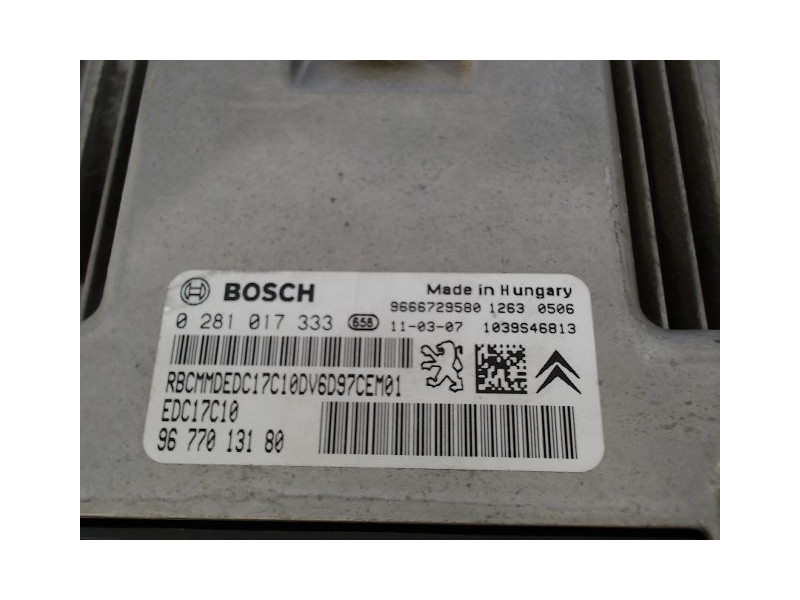 BOSCH Made in Hungary
9666729580 1263 0506
0 281 017 333 658 11-03-07 1039S46813
RBCMMDEDC17C10DV6D97CEM01
EDC17C10
96 770 131 80